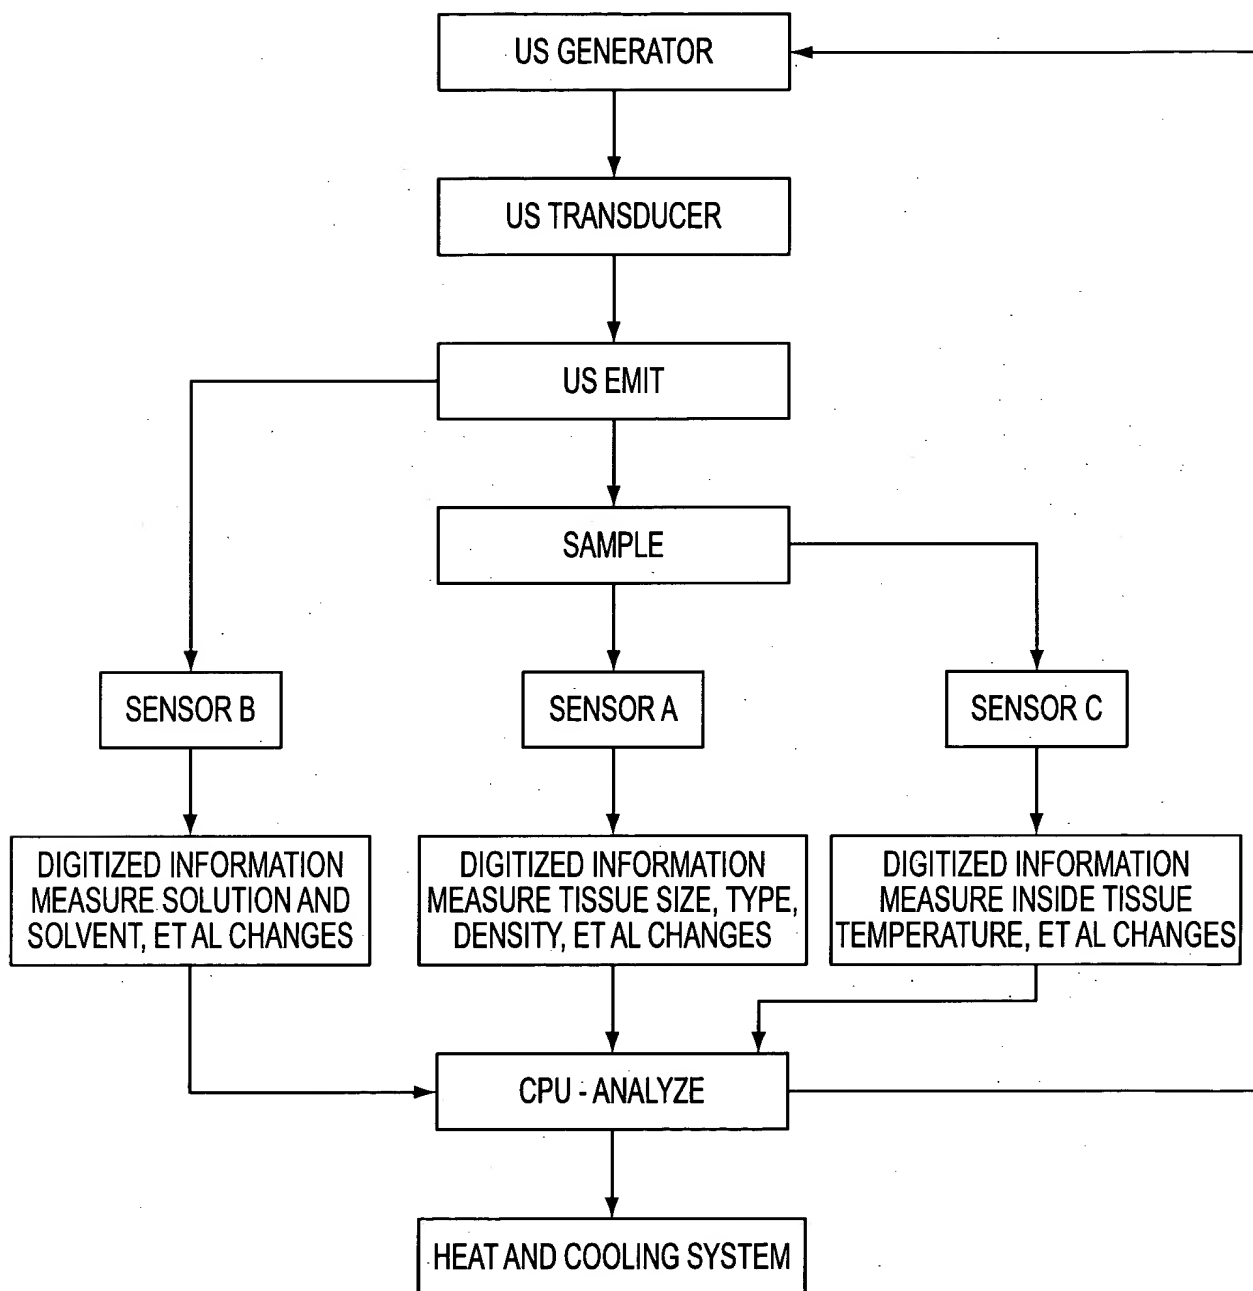 US GENERATOR
US TRANSDUCER
US EMIT
SAMPLE
SENSOR B
SENSOR A
SENSOR C
DIGITIZED INFORMATION
MEASURE SOLUTION AND
SOLVENT, ET AL CHANGES
DIGITIZED INFORMATION
MEASURE TISSUE SIZE, TYPE,
DENSITY, ET AL CHANGES
DIGITIZED INFORMATION
MEASURE INSIDE TISSUE
TEMPERATURE, ET AL CHANGES
CPU - ANALYZE
HEAT AND COOLING SYSTEM